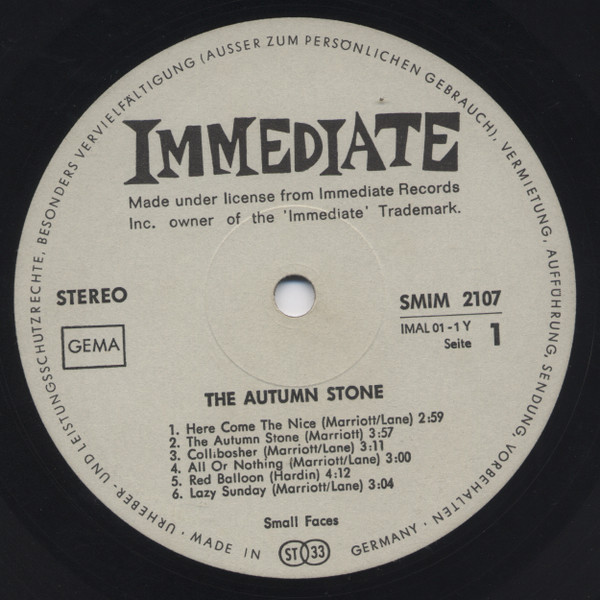 URHEBER- UND LEISTUNGSSCHUTZRECHTE, BESONDERS VERVIELFÄLTIGUNG (AUSSER ZUM PERSÖNLICHEN GEBRAUCH), VERMIETUNG, AUFFÜHRUNG, SENDUNG, VORBEHALTEN · GERMANY
IMMEDIATE
Made under license from Immediate Records
Inc. owner of the 'Immediate' Trademark.
STEREO
SMIM 2107
GEMA
IMAL 01-1 Y
Seite 1
THE AUTUMN STONE
1. Here Come The Nice (Marriott/Lane) 2:59
2. The Autumn Stone (Marriott) 3:57
3. Collibosher (Marriott/Lane) 3:11
4. All Or Nothing (Marriott/Lane) 3:00
5. Red Balloon (Hardin) 4:12
6. Lazy Sunday (Marriott/Lane) 3:04
Small Faces
· MADE IN ST 33 GERMANY ·